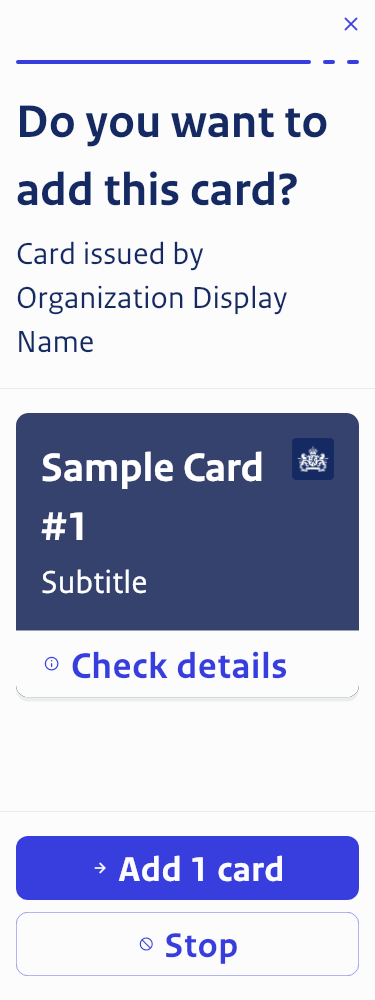 Do you want to
add this card?
Card issued by
Organization Display
Name
Sample Card
#1
Subtitle
Check details
Add 1 card
Stop